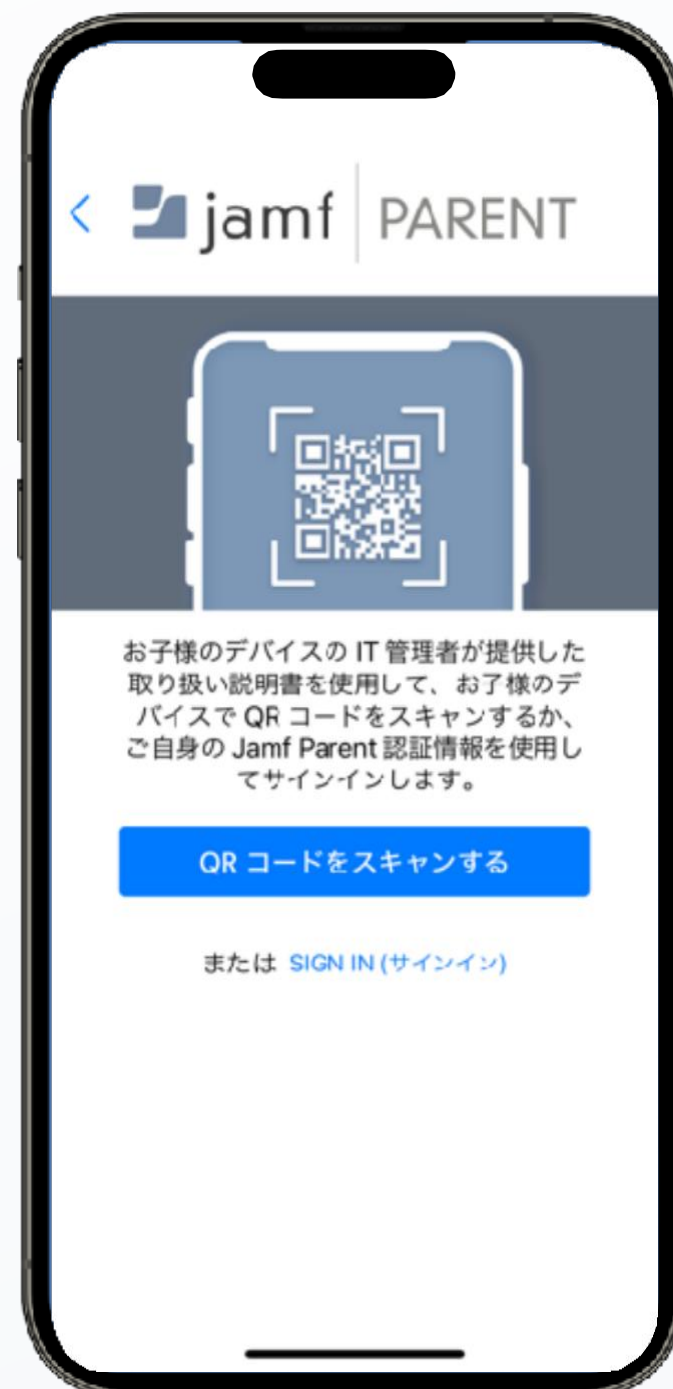 jamf | PARENT
お子様のデバイスの IT 管理者が提供した
取り扱い説明書を使用して、お子様のデ
バイスで QR コードをスキャンするか、
ご自身の Jamf Parent 認証情報を使用し
てサインインします。
QR コードをスキャンする
または SIGN IN (サインイン)